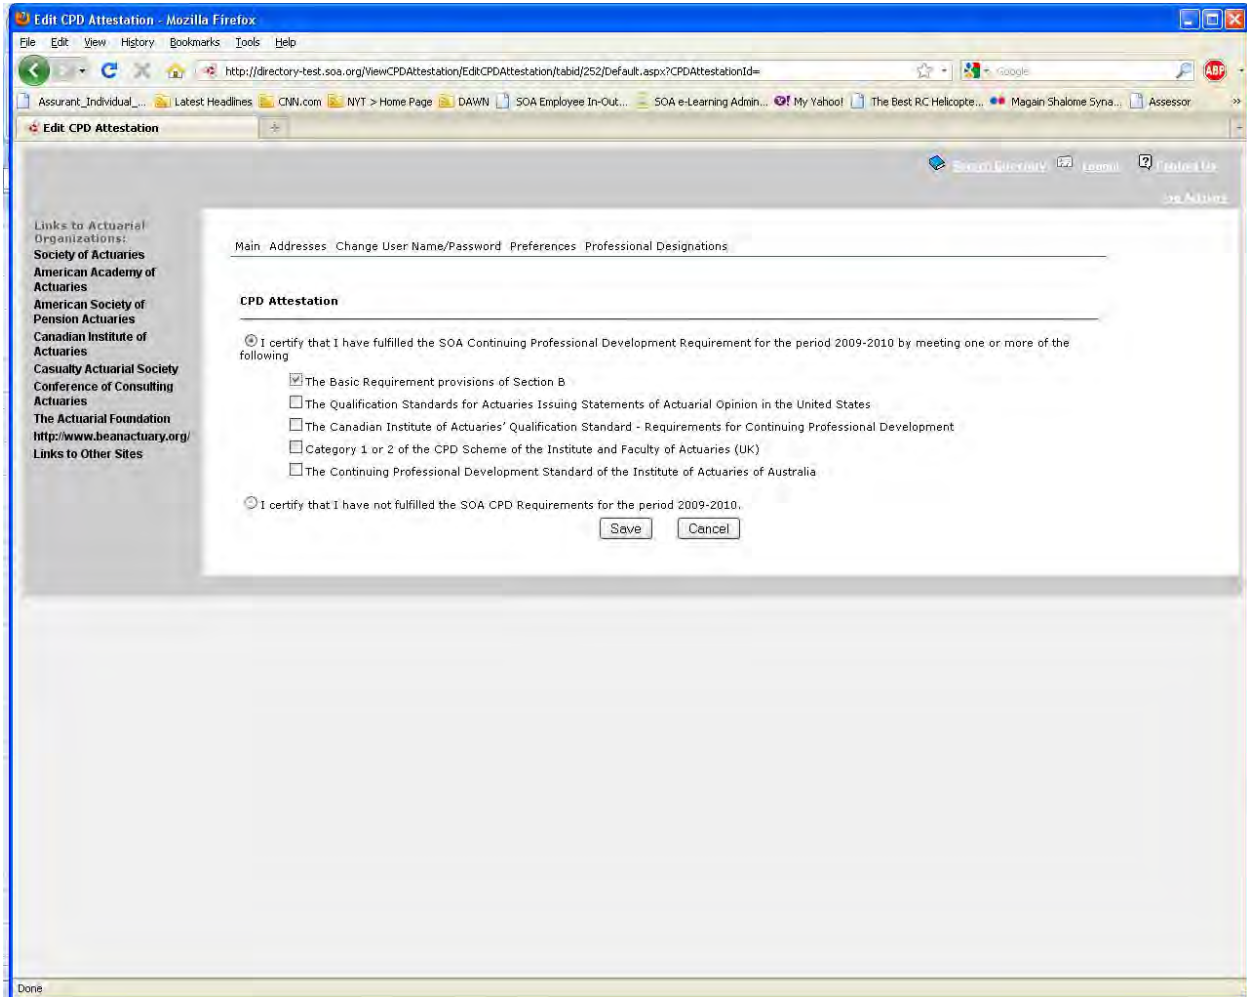 Edit CPD Attestation - Mozilla Firefox
File Edit View History Bookmarks Tools Help
http://directory-test.soa.org/ViewCPDAttestation/EditCPDAttestation/tabid/252/Default.aspx?CPDAttestationId=
Google
ABP
Assurant_Individual_... Latest Headlines CNN.com NYT > Home Page DAWN SOA Employee In-Out... SOA e-Learning Admin... My Yahoo! The Best RC Helicopte... Magain Shalome Syna... Assessor »
Edit CPD Attestation
Search Directory Logout Contact Us
Links to Actuarial
Organizations:
Society of Actuaries
American Academy of
Actuaries
American Society of
Pension Actuaries
Canadian Institute of
Actuaries
Casualty Actuarial Society
Conference of Consulting
Actuaries
The Actuarial Foundation
http://www.beanactuary.org/
Links to Other Sites
Main Addresses Change User Name/Password Preferences Professional Designations
CPD Attestation
I certify that I have fulfilled the SOA Continuing Professional Development Requirement for the period 2009-2010 by meeting one or more of the
following
The Basic Requirement provisions of Section B
The Qualification Standards for Actuaries Issuing Statements of Actuarial Opinion in the United States
The Canadian Institute of Actuaries' Qualification Standard - Requirements for Continuing Professional Development
Category 1 or 2 of the CPD Scheme of the Institute and Faculty of Actuaries (UK)
The Continuing Professional Development Standard of the Institute of Actuaries of Australia
I certify that I have not fulfilled the SOA CPD Requirements for the period 2009-2010.
Save Cancel
Done